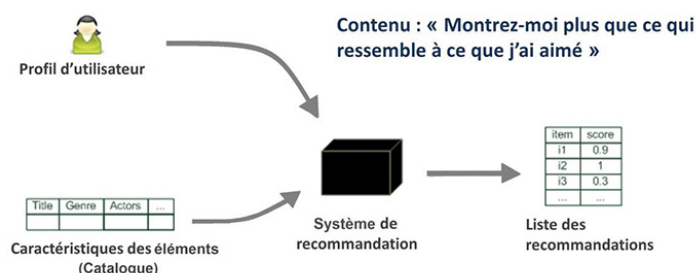 Contenu : « Montrez-moi plus que ce qui
ressemble à ce que j'ai aimé »
Profil d'utilisateur
Title Genre Actors ...
Caractéristiques des éléments
(Catalogue)
Système de
recommandation
item score
i1 0.9
i2 1
i3 0.3
... ...
Liste des
recommandations